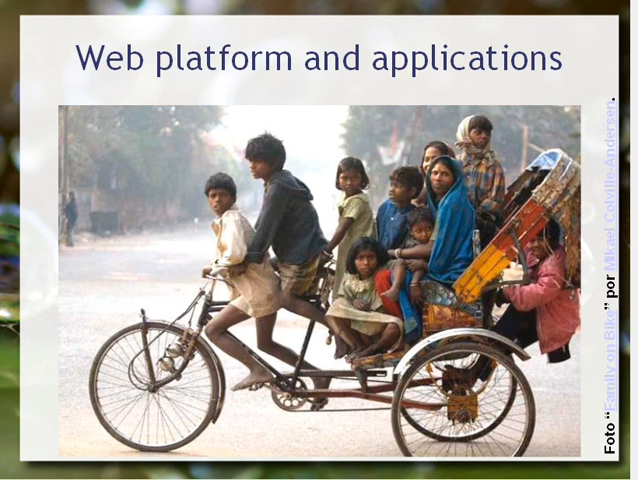 Web platform and applications
Foto “Family on Bike” por Mikael Colville-Andersen.